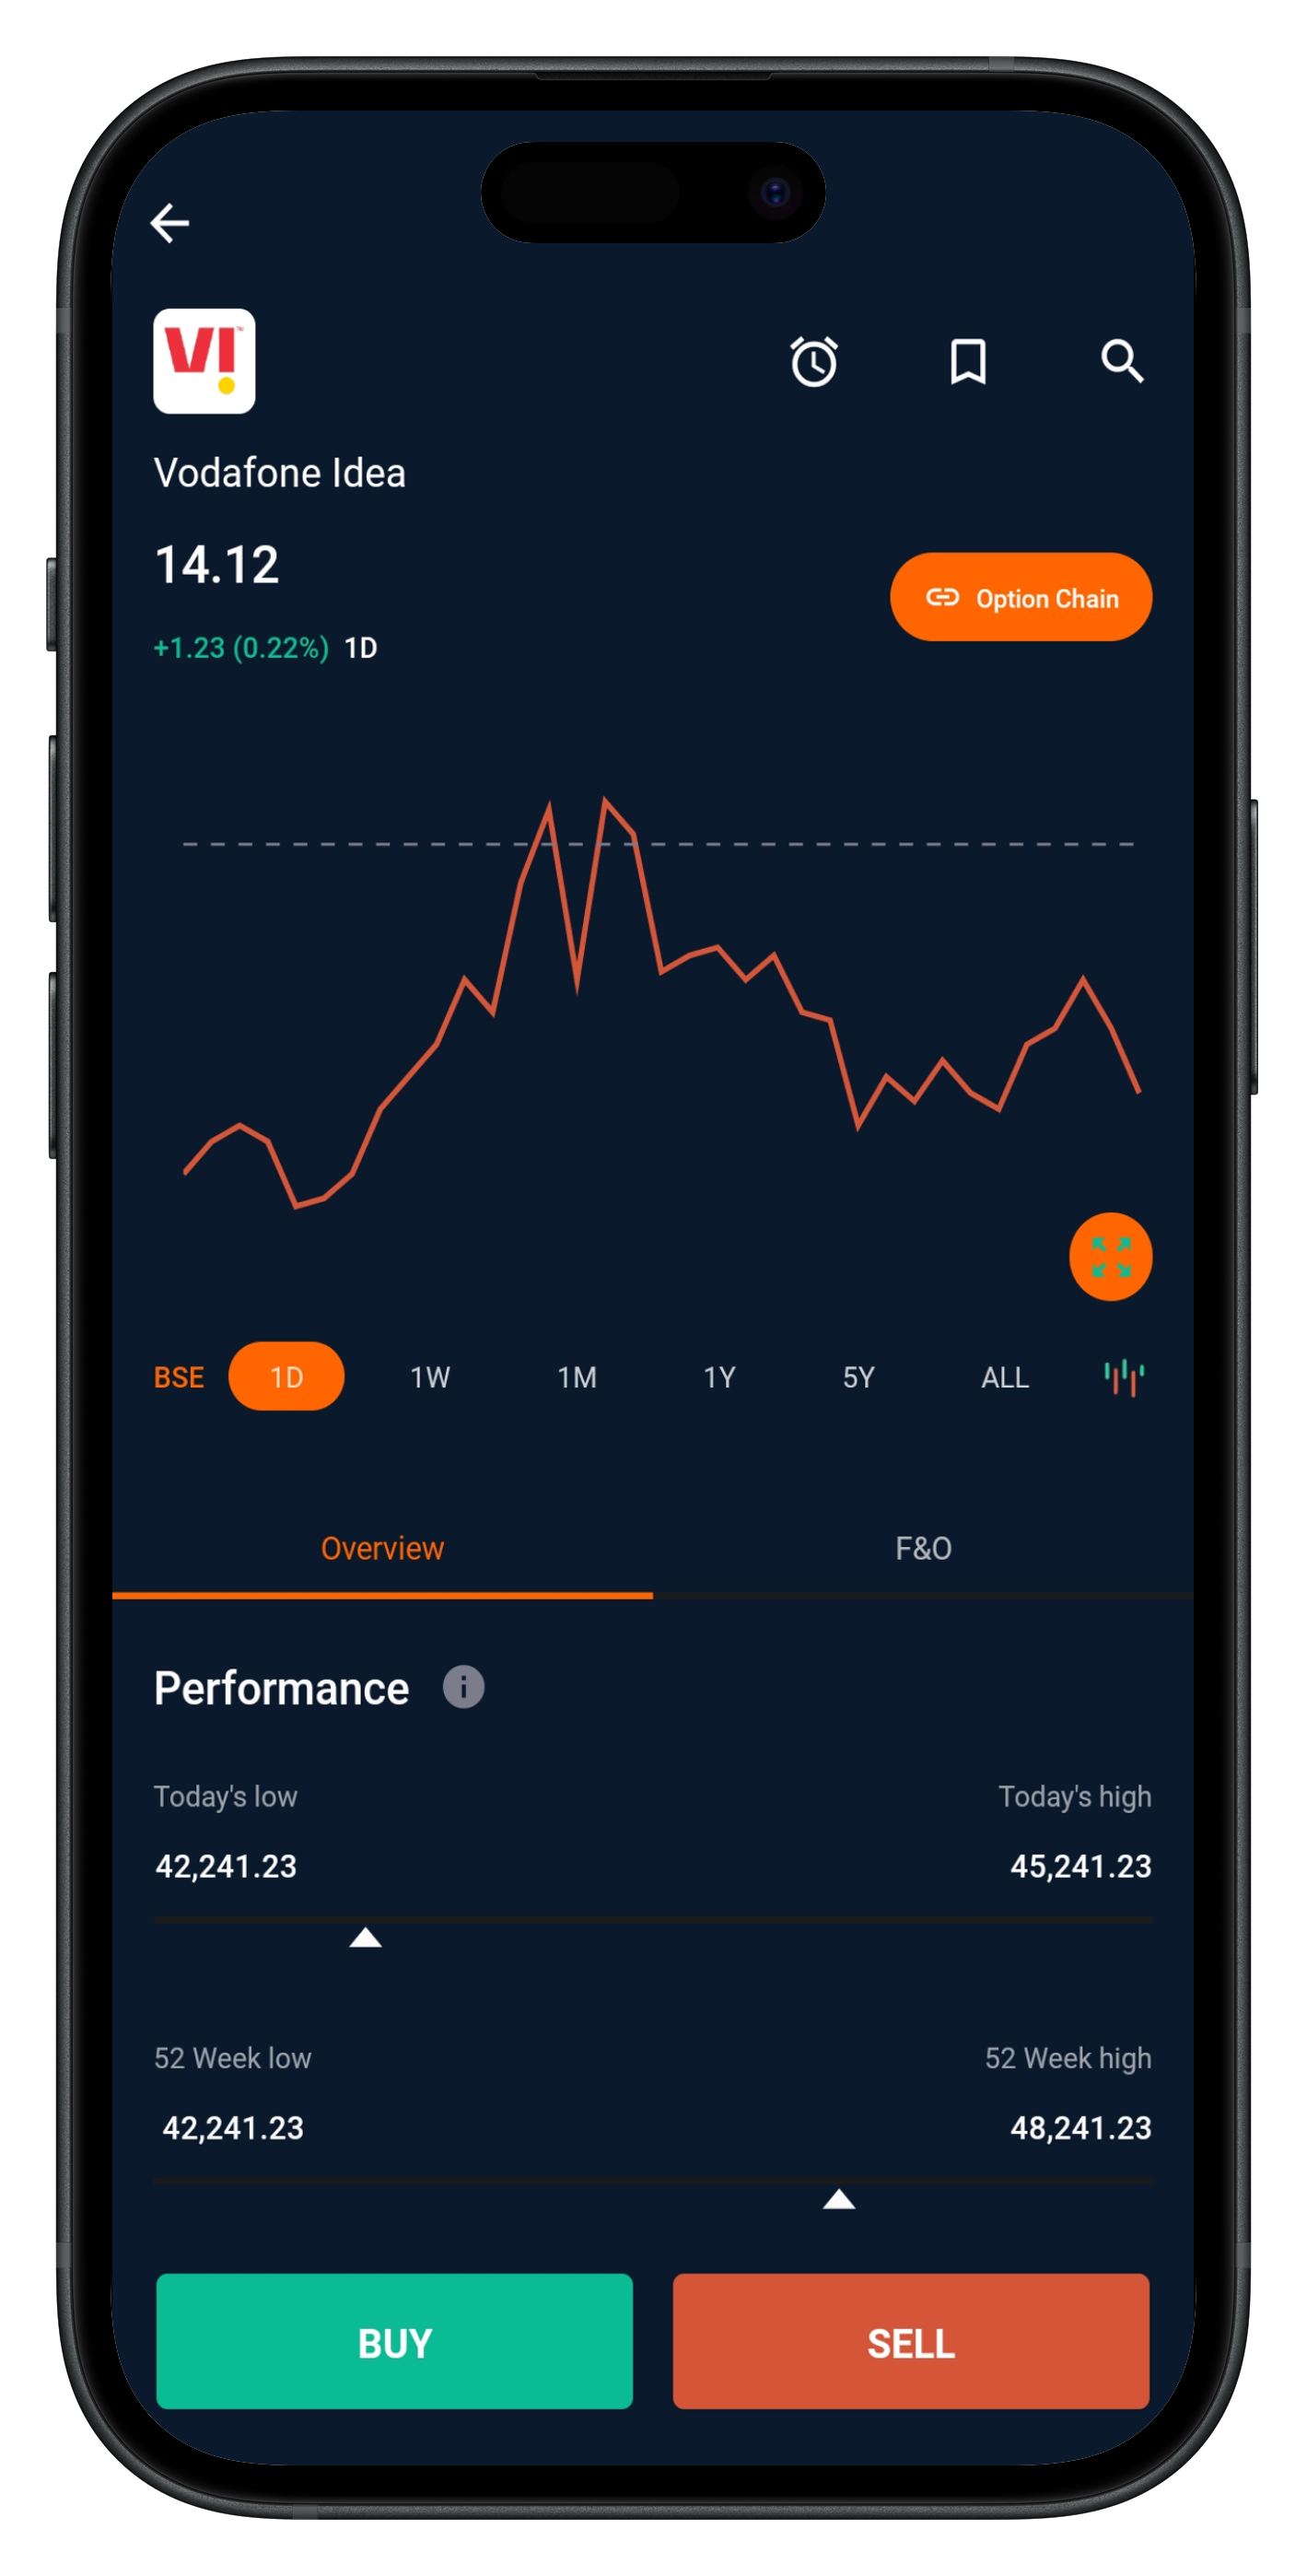 VI™
Vodafone Idea
14.12
Option Chain
+1.23 (0.22%) 1D
BSE 1D 1W 1M 1Y 5Y ALL
Overview F&O
Performance i
Today's low Today's high
42,241.23 45,241.23
52 Week low 52 Week high
42,241.23 48,241.23
BUY SELL